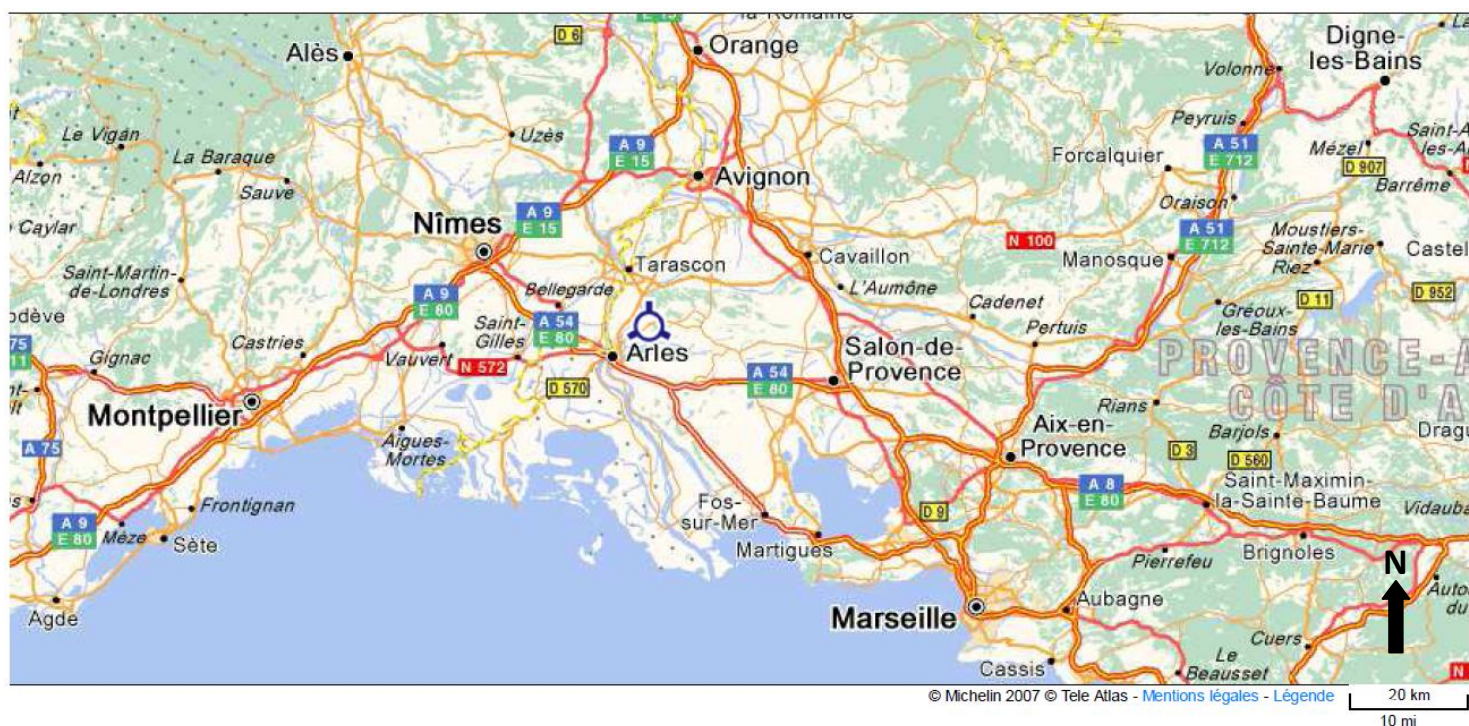 la-Romaine
E 15
Orange
Alès
D 6
Digne-
les-Bains
Volonne
Peyruis
Le Vigan
Uzès
A 9
E 15
A 51
E 712
Mézel
La Baraque
Forcalquier
D 907
Alzon
Sauve
Avignon
Barrême
Oraison
A 9
E 15
Nîmes
Caylar
A 51
E 712
Moustiers-
Sainte-Marie
N 100
Castel
Cavaillon
Manosque
Riez
Tarascon
Saint-Martin-
de-Londres
L'Aumône
D 952
Bellegarde
A 9
E 80
Cadenet
Gréoux-
les-Bains
D 11
odève
Saint-
Gilles
A 54
E 80
Pertuis
75
11
Castries
Vauvert
Arles
Salon-de-
Provence
PROVENCE-A
CÔTE D'A
Gignac
N 572
D 570
A 54
E 80
Montpellier
Rians
Aigues-
Mortes
Aix-en-
Provence
Barjols
Dragu
A 75
D 3
D 560
A 8
E 80
Saint-Maximin-
la-Sainte-Baume
Frontignan
Fos-
sur-Mer
D 9
Vidauba
A 9
E 80
Mèze
Sète
Martigues
Pierrefeu
Brignoles
N
Agde
Marseille
Aubagne
Cuers
Le
Beausset
Cassis
N
© Michelin 2007 © Tele Atlas - Mentions légales - Légende
20 km
10 mi